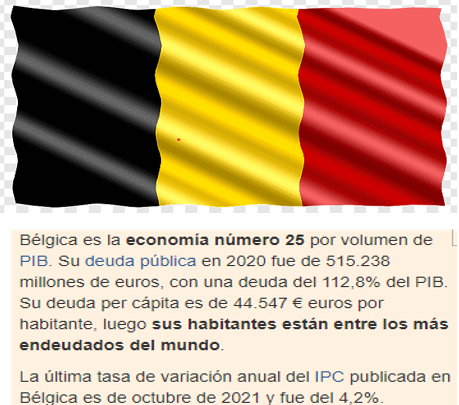 Bélgica es la economía número 25 por volumen de
PIB. Su deuda pública en 2020 fue de 515.238
millones de euros, con una deuda del 112,8% del PIB.
Su deuda per cápita es de 44.547 € euros por
habitante, luego sus habitantes están entre los más
endeudados del mundo.
La última tasa de variación anual del IPC publicada en
Bélgica es de octubre de 2021 y fue del 4,2%.